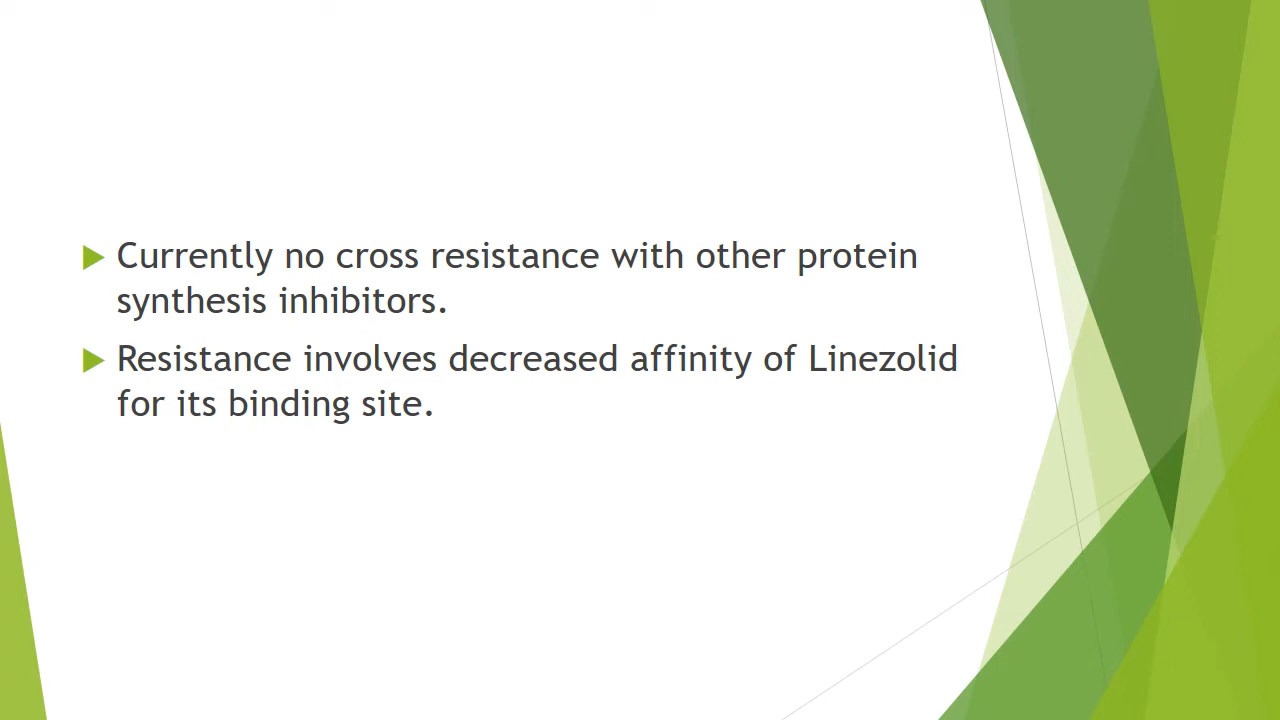 Currently no cross resistance with other protein
synthesis inhibitors.
Resistance involves decreased affinity of Linezolid
for its binding site.